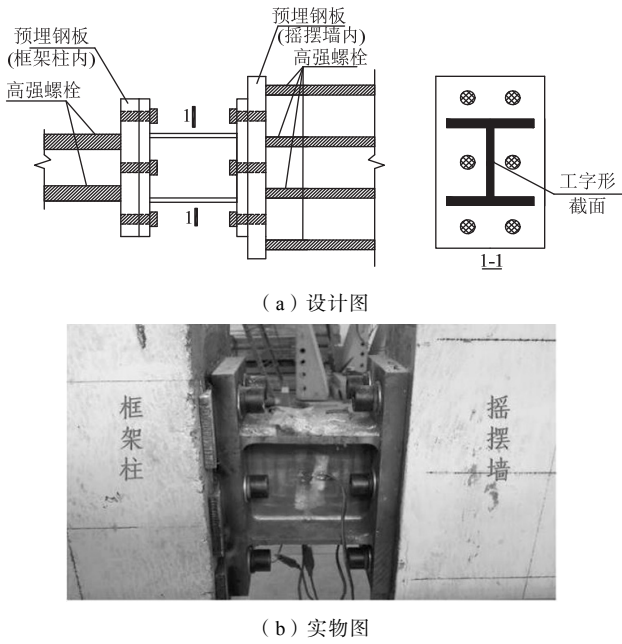 预埋钢板
(框架柱内)
高强螺栓
预埋钢板
(摇摆墙内)
高强螺栓
1
1
工字形
截面
1-1
(a)设计图
框架柱
摇摆墙
(b)实物图